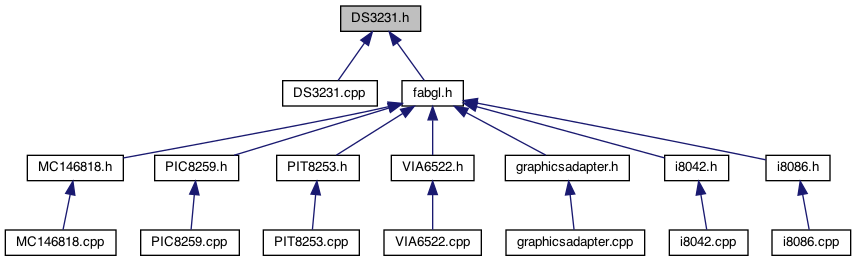 DS3231.h
DS3231.cpp
fabgl.h
MC146818.h
PIC8259.h
PIT8253.h
VIA6522.h
graphicsadapter.h
i8042.h
i8086.h
MC146818.cpp
PIC8259.cpp
PIT8253.cpp
VIA6522.cpp
graphicsadapter.cpp
i8042.cpp
i8086.cpp